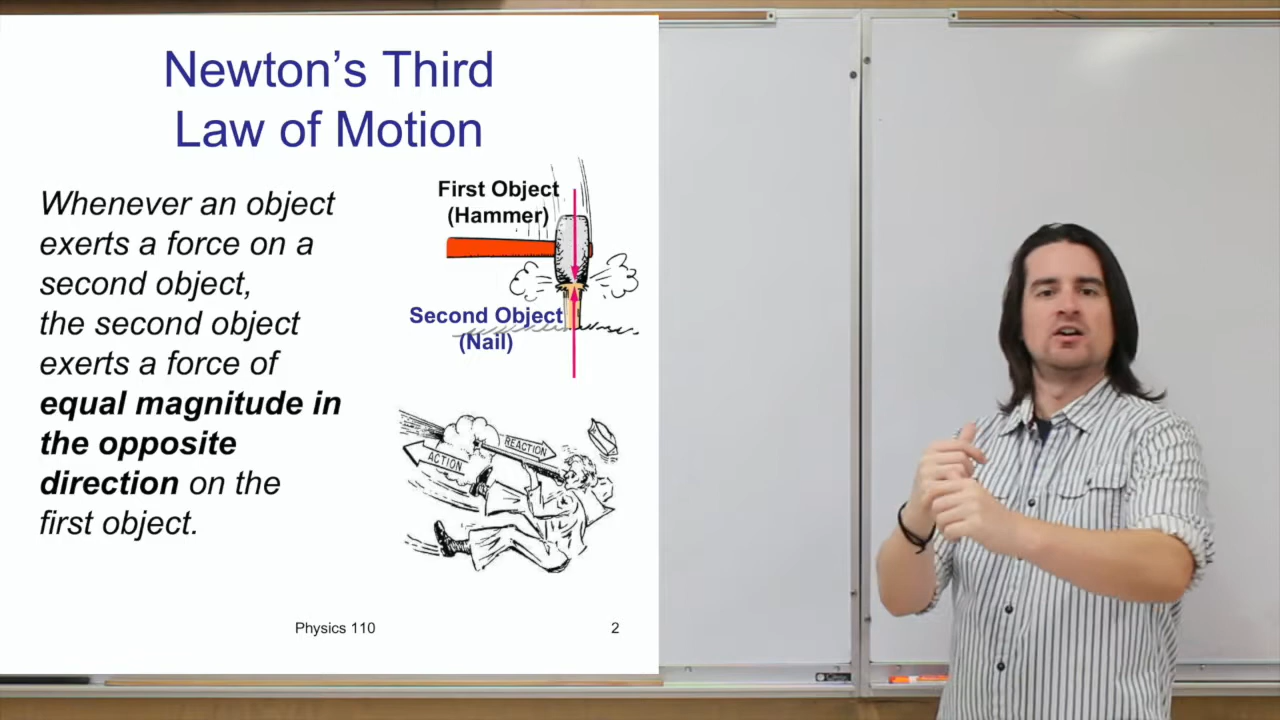 Newton’s Third
Law of Motion
Whenever an object
exerts a force on a
second object,
the second object
exerts a force of
equal magnitude in
the opposite
direction on the
first object.
First Object
(Hammer)
Second Object
(Nail)
REACTION
ACTION
Physics 110
2